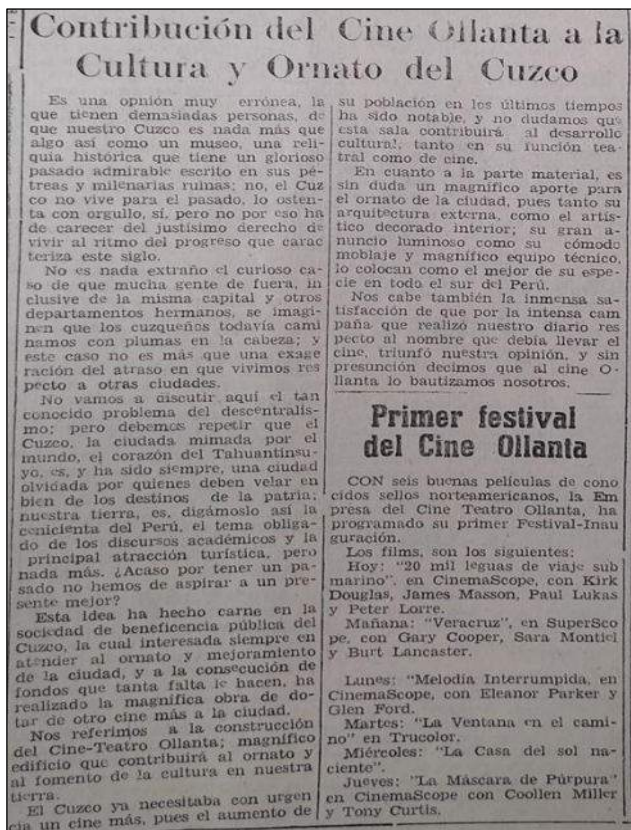 Contribución del Cine Ollanta a la
Cultura y Ornato del Cuzco
Es una opnión muy errónea, la
que tienen demasiadas personas, de
que nuestro Cuzco es nada más que
algo así como un museo, una reli-
quia histórica que tiene un glorioso
pasado admirable escrito en sus pé-
treas y milenarias ruinas; no, el Cuz
co no vive para el pasado, lo osten-
ta con orgullo, sí, pero no por eso ha
de carecer del justísimo derecho de
vivir al ritmo del progreso que carac
teriza este siglo.
No es nada extraño el curioso ca-
so de que mucha gente de fuera, in
clusive de la misma capital y otros
departamentos hermanos, se imagi-
nen que los cuzqueños todavía cami
namos con plumas en la cabeza; y
este caso no es más que una exage
ración del atraso en que vivimos res
pecto a otras ciudades.
No vamos a discutir aquí el tan
conocido problema del descentralis-
mo; pero debemos repetir que el
Cuzco, la ciudada mimada por el
mundo, el corazón del Tahuantinsu-
yo, es, y ha sido siempre, una ciudad
olvidada por quienes deben velar en
bien de los destinos de la patria;
nuestra tierra, es, digámoslo así la
cenicienta del Perú, el tema obliga-
do de los discursos académicos y la
principal atracción turística, pero
nada más. ¿Acaso por tener un pa-
sado no hemos de aspirar a un pre-
sente mejor?
Esta idea ha hecho carne en la
sociedad de beneficencia pública del
Cuzco, la cual interesada siempre en
atender al ornato y mejoramiento
de la ciudad, y a la consecución de
fondos que tanta falta le hacen, ha
realizado la magnífica obra de do-
tar de otro cine más a la ciudad.
Nos referimos a la construcción
del Cine-Teatro Ollanta; magnífico
edificio que contribuirá al ornato y
al fomento de la cultura en nuestra
tierra.
El Cuzco ya necesitaba con urgen
cia un cine más, pues el aumento de
su población en los últimos tiempos
ha sido notable, y no dudamos que
esta sala contribuirá al desarrollo
cultural, tanto en su función tea-
tral como de cine.
En cuanto a la parte material, es
sin duda un magnífico aporte para
el ornato de la ciudad, pues tanto su
arquitectura externa, como el artís-
tico decorado interior; su gran a-
nuncio luminoso como su cómodo
moblaje y magnífico equipo técnico,
lo colocan como el mejor de su espe-
cie en todo el sur del Perú.
Nos cabe también la inmensa sa-
tisfacción de que por la intensa cam
paña que realizó nuestro diario res
pecto al nombre que debía llevar el
cine, triunfó nuestra opinión, y sin
presunción decimos que al cine O-
llanta lo bautizamos nosotros.
Primer festival
del Cine Ollanta
CON seis buenas películas de cono
cidos sellos norteamericanos, la Em
presa del Cine Teatro Ollanta, ha
programado su primer Festival-Inau
guración.
Los films, son los siguientes:
Hoy: "20 mil leguas de viaje sub
marino". en CinemaScope, con Kirk
Douglas, James Masson, Paul Lukas
y Peter Lorre.
Mañana: "Veracruz", en SuperSco
pe, con Gary Cooper, Sara Montiel
y Burt Lancaster.
Lunes: "Melodía Interrumpida, en
CinemaScope, con Eleanor Parker y
Glen Ford.
Martes: "La Ventana en el cami-
no" en Trucolor.
Miércoles: "La Casa del sol na-
ciente".
Jueves: "La Máscara de Púrpura"
en CinemaScope con Coollen Miller
y Tony Curtis.